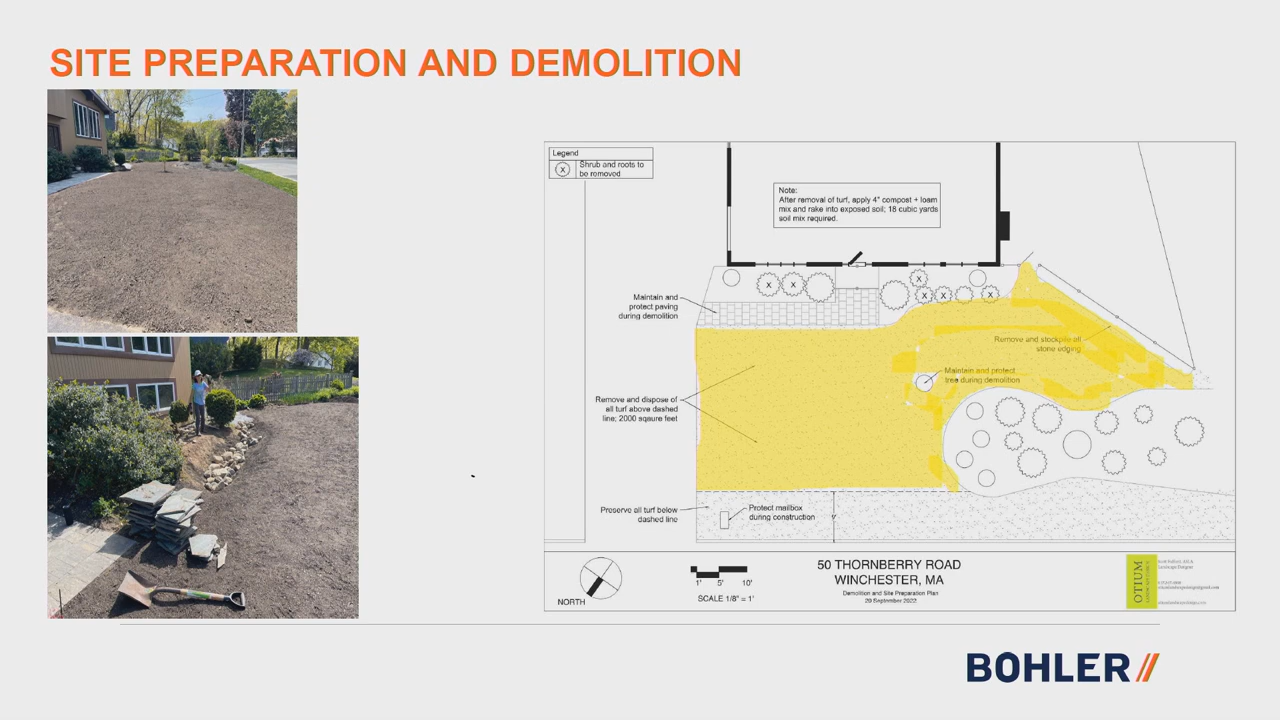 SITE PREPARATION AND DEMOLITION
Legend
X
Shrub and roots to
be removed
Note:
After removal of turf, apply 4" compost + loam
mix and rake into exposed soil; 18 cubic yards
soil mix required.
X
X
X
X
X
X
Maintain and
protect paving
during demolition
Remove and stockpile all
stone edging
Maintain and protect
tree during demolition
Remove and dispose of
all turf above dashed
line; 2000 sqaure feet
Preserve all turf below
dashed line
Protect mailbox
during construction
9'
NORTH
1' 5' 10'
SCALE 1/8" = 1'
50 THORNBERRY ROAD
WINCHESTER, MA
Demolition and Site Preparation Plan
29 September 2022
OTIUM
Landscape Designer
BOHLER//